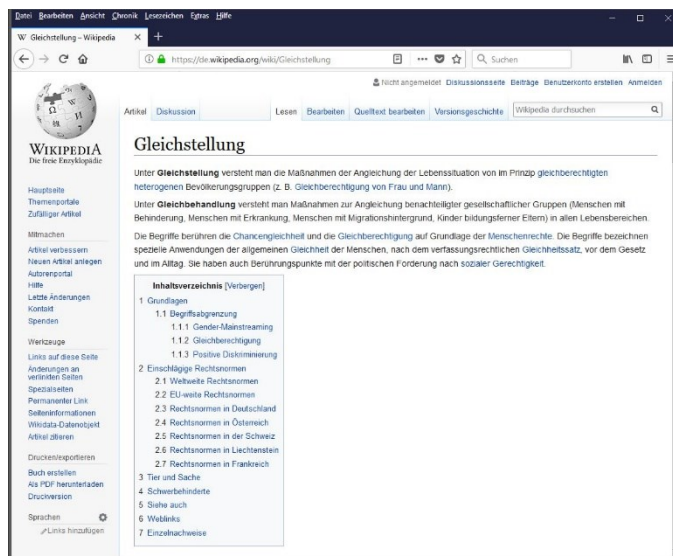 Datei Bearbeiten Ansicht Chronik Lesezeichen Extras Hilfe
W Gleichstellung – Wikipedia
https://de.wikipedia.org/wiki/Gleichstellung
Suchen
Nicht angemeldet Diskussionsseite Beiträge Benutzerkonto erstellen Anmelden
Artikel Diskussion Lesen Bearbeiten Quelltext bearbeiten Versionsgeschichte Wikipedia durchsuchen
WIKIPEDIA
Die freie Enzyklopädie
Hauptseite
Themenportale
Zufälliger Artikel
Mitmachen
Artikel verbessern
Neuen Artikel anlegen
Autorenportal
Hilfe
Letzte Änderungen
Kontakt
Spenden
Werkzeuge
Links auf diese Seite
Änderungen an
verlinkten Seiten
Spezialseiten
Permanenter Link
Seiteninformationen
Wikidata-Datenobjekt
Artikel zitieren
Drucken/exportieren
Buch erstellen
Als PDF herunterladen
Druckversion
Sprachen
Links hinzufügen
Gleichstellung
Unter Gleichstellung versteht man die Maßnahmen der Angleichung der Lebenssituation von im Prinzip gleichberechtigten
heterogenen Bevölkerungsgruppen (z. B. Gleichberechtigung von Frau und Mann).
Unter Gleichbehandlung versteht man Maßnahmen zur Angleichung benachteiligter gesellschaftlicher Gruppen (Menschen mit
Behinderung, Menschen mit Erkrankung, Menschen mit Migrationshintergrund, Kinder bildungsferner Eltern) in allen Lebensbereichen.
Die Begriffe berühren die Chancengleichheit und die Gleichberechtigung auf Grundlage der Menschenrechte. Die Begriffe bezeichnen
spezielle Anwendungen der allgemeinen Gleichheit der Menschen, nach dem verfassungsrechtlichen Gleichheitssatz, vor dem Gesetz
und im Alltag. Sie haben auch Berührungspunkte mit der politischen Forderung nach sozialer Gerechtigkeit.
Inhaltsverzeichnis [Verbergen]
1 Grundlagen
1.1 Begriffsabgrenzung
1.1.1 Gender-Mainstreaming
1.1.2 Gleichberechtigung
1.1.3 Positive Diskriminierung
2 Einschlägige Rechtsnormen
2.1 Weltweite Rechtsnormen
2.2 EU-weite Rechtsnormen
2.3 Rechtsnormen in Deutschland
2.4 Rechtsnormen in Österreich
2.5 Rechtsnormen in der Schweiz
2.6 Rechtsnormen in Liechtenstein
2.7 Rechtsnormen in Frankreich
3 Tier und Sache
4 Schwerbehinderte
5 Siehe auch
6 Weblinks
7 Einzelnachweise